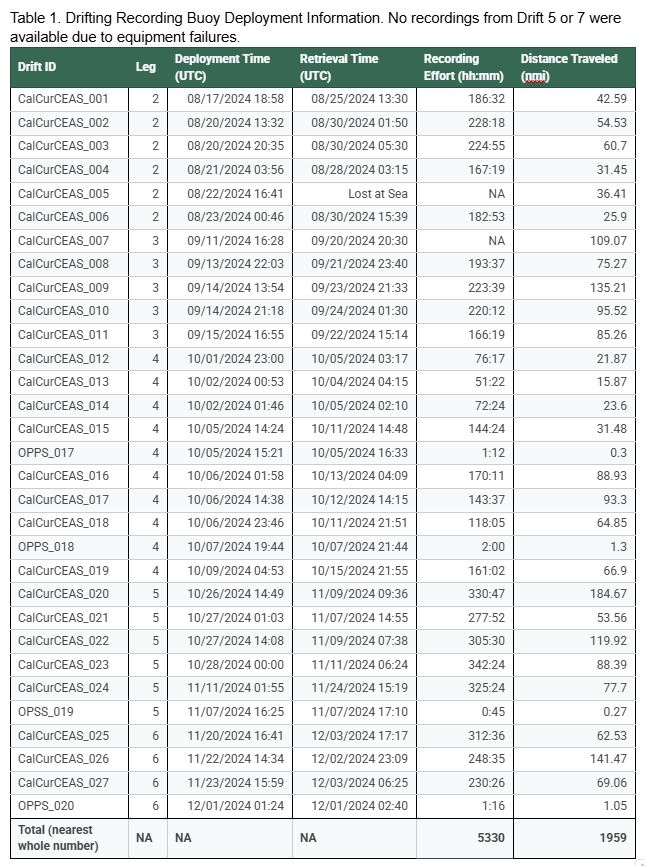 Table 1. Drifting Recording Buoy Deployment Information. No recordings from Drift 5 or 7 were
available due to equipment failures.
Drift ID Leg Deployment Time (UTC) Retrieval Time (UTC) Recording Effort (hh:mm) Distance Traveled (nmi)
CalCurCEAS_001 2 08/17/2024 18:58 08/25/2024 13:30 186:32 42.59
CalCurCEAS_002 2 08/20/2024 13:32 08/30/2024 01:50 228:18 54.53
CalCurCEAS_003 2 08/20/2024 20:35 08/30/2024 05:30 224:55 60.7
CalCurCEAS_004 2 08/21/2024 03:56 08/28/2024 03:15 167:19 31.45
CalCurCEAS_005 2 08/22/2024 16:41 Lost at Sea NA 36.41
CalCurCEAS_006 2 08/23/2024 00:46 08/30/2024 15:39 182:53 25.9
CalCurCEAS_007 3 09/11/2024 16:28 09/20/2024 20:30 NA 109.07
CalCurCEAS_008 3 09/13/2024 22:03 09/21/2024 23:40 193:37 75.27
CalCurCEAS_009 3 09/14/2024 13:54 09/23/2024 21:33 223:39 135.21
CalCurCEAS_010 3 09/14/2024 21:18 09/24/2024 01:30 220:12 95.52
CalCurCEAS_011 3 09/15/2024 16:55 09/22/2024 15:14 166:19 85.26
CalCurCEAS_012 4 10/01/2024 23:00 10/05/2024 03:17 76:17 21.87
CalCurCEAS_013 4 10/02/2024 00:53 10/04/2024 04:15 51:22 15.87
CalCurCEAS_014 4 10/02/2024 01:46 10/05/2024 02:10 72:24 23.6
CalCurCEAS_015 4 10/05/2024 14:24 10/11/2024 14:48 144:24 31.48
OPPS_017 4 10/05/2024 15:21 10/05/2024 16:33 1:12 0.3
CalCurCEAS_016 4 10/06/2024 01:58 10/13/2024 04:09 170:11 88.93
CalCurCEAS_017 4 10/06/2024 14:38 10/12/2024 14:15 143:37 93.3
CalCurCEAS_018 4 10/06/2024 23:46 10/11/2024 21:51 118:05 64.85
OPPS_018 4 10/07/2024 19:44 10/07/2024 21:44 2:00 1.3
CalCurCEAS_019 4 10/09/2024 04:53 10/15/2024 21:55 161:02 66.9
CalCurCEAS_020 5 10/26/2024 14:49 11/09/2024 09:36 330:47 184.67
CalCurCEAS_021 5 10/27/2024 01:03 11/07/2024 14:55 277:52 53.56
CalCurCEAS_022 5 10/27/2024 14:08 11/09/2024 07:38 305:30 119.92
CalCurCEAS_023 5 10/28/2024 00:00 11/11/2024 06:24 342:24 88.39
CalCurCEAS_024 5 11/11/2024 01:55 11/24/2024 15:19 325:24 77.7
OPSS_019 5 11/07/2024 16:25 11/07/2024 17:10 0:45 0.27
CalCurCEAS_025 6 11/20/2024 16:41 12/03/2024 17:17 312:36 62.53
CalCurCEAS_026 6 11/22/2024 14:34 12/02/2024 23:09 248:35 141.47
CalCurCEAS_027 6 11/23/2024 15:59 12/03/2024 06:25 230:26 69.06
OPPS_020 6 12/01/2024 01:24 12/01/2024 02:40 1:16 1.05
Total (nearest whole number) NA NA NA 5330 1959